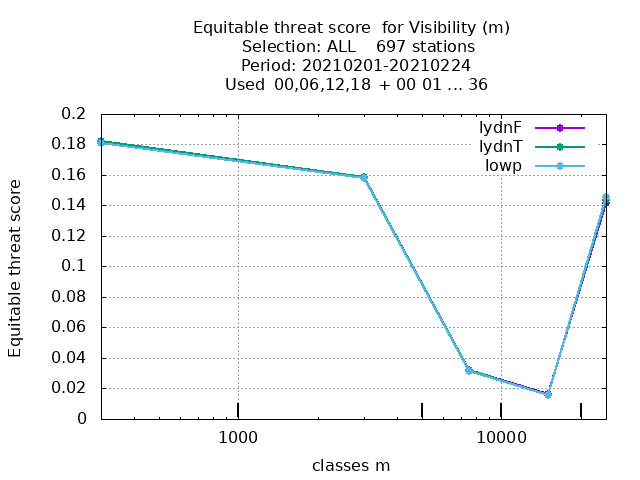 Equitable threat score  for Visibility (m)
Selection: ALL    697 stations
Period: 20210201-20210224
Used  00,06,12,18  + 00 01 ... 36
lydnF
lydnT
lowp
0.2
0.18
0.16
0.14
0.12
0.1
0.08
0.06
0.04
0.02
0
Equitable threat score
1000
10000
classes m